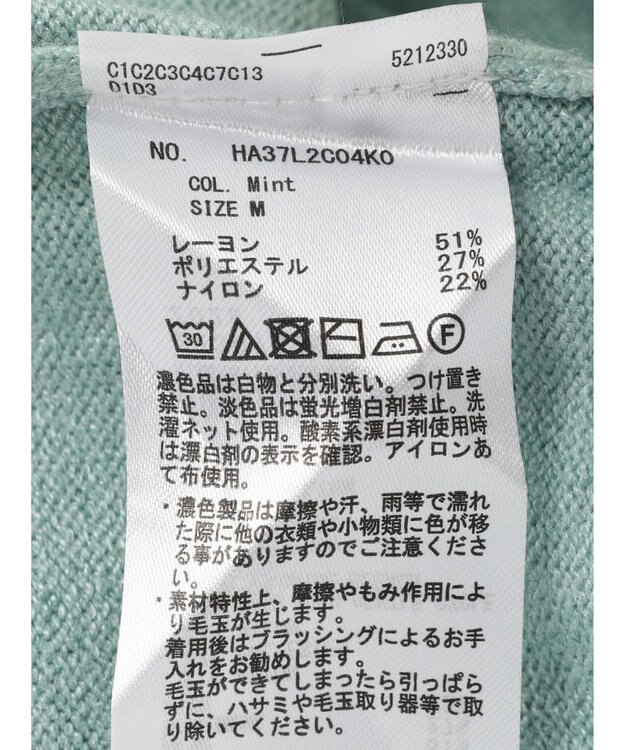 C1C2C3C4C7C13
D1D3
5212330
NO. HA37L2C04K0
COL. Mint
SIZE M
レーヨン 51%
ポリエステル 27%
ナイロン 22%
30 F
濃色品は白物と分別洗い。つけ置き
禁止。淡色品は蛍光増白剤禁止。洗
濯ネット使用。酸素系漂白剤使用時
は漂白剤の表示を確認。アイロンあ
て布使用。
・濃色製品は摩擦や汗、雨等で濡れ
た際に他の衣類や小物類に色が移
る事がありますのでご注意くださ
い。
・素材特性上、摩擦やもみ作用によ
り毛玉が生じます。
着用後はブラッシングによるお手
入れをお勧めします。
毛玉ができてしまったら引っぱら
ずに、ハサミや毛玉取り器等で取
り除いてください。